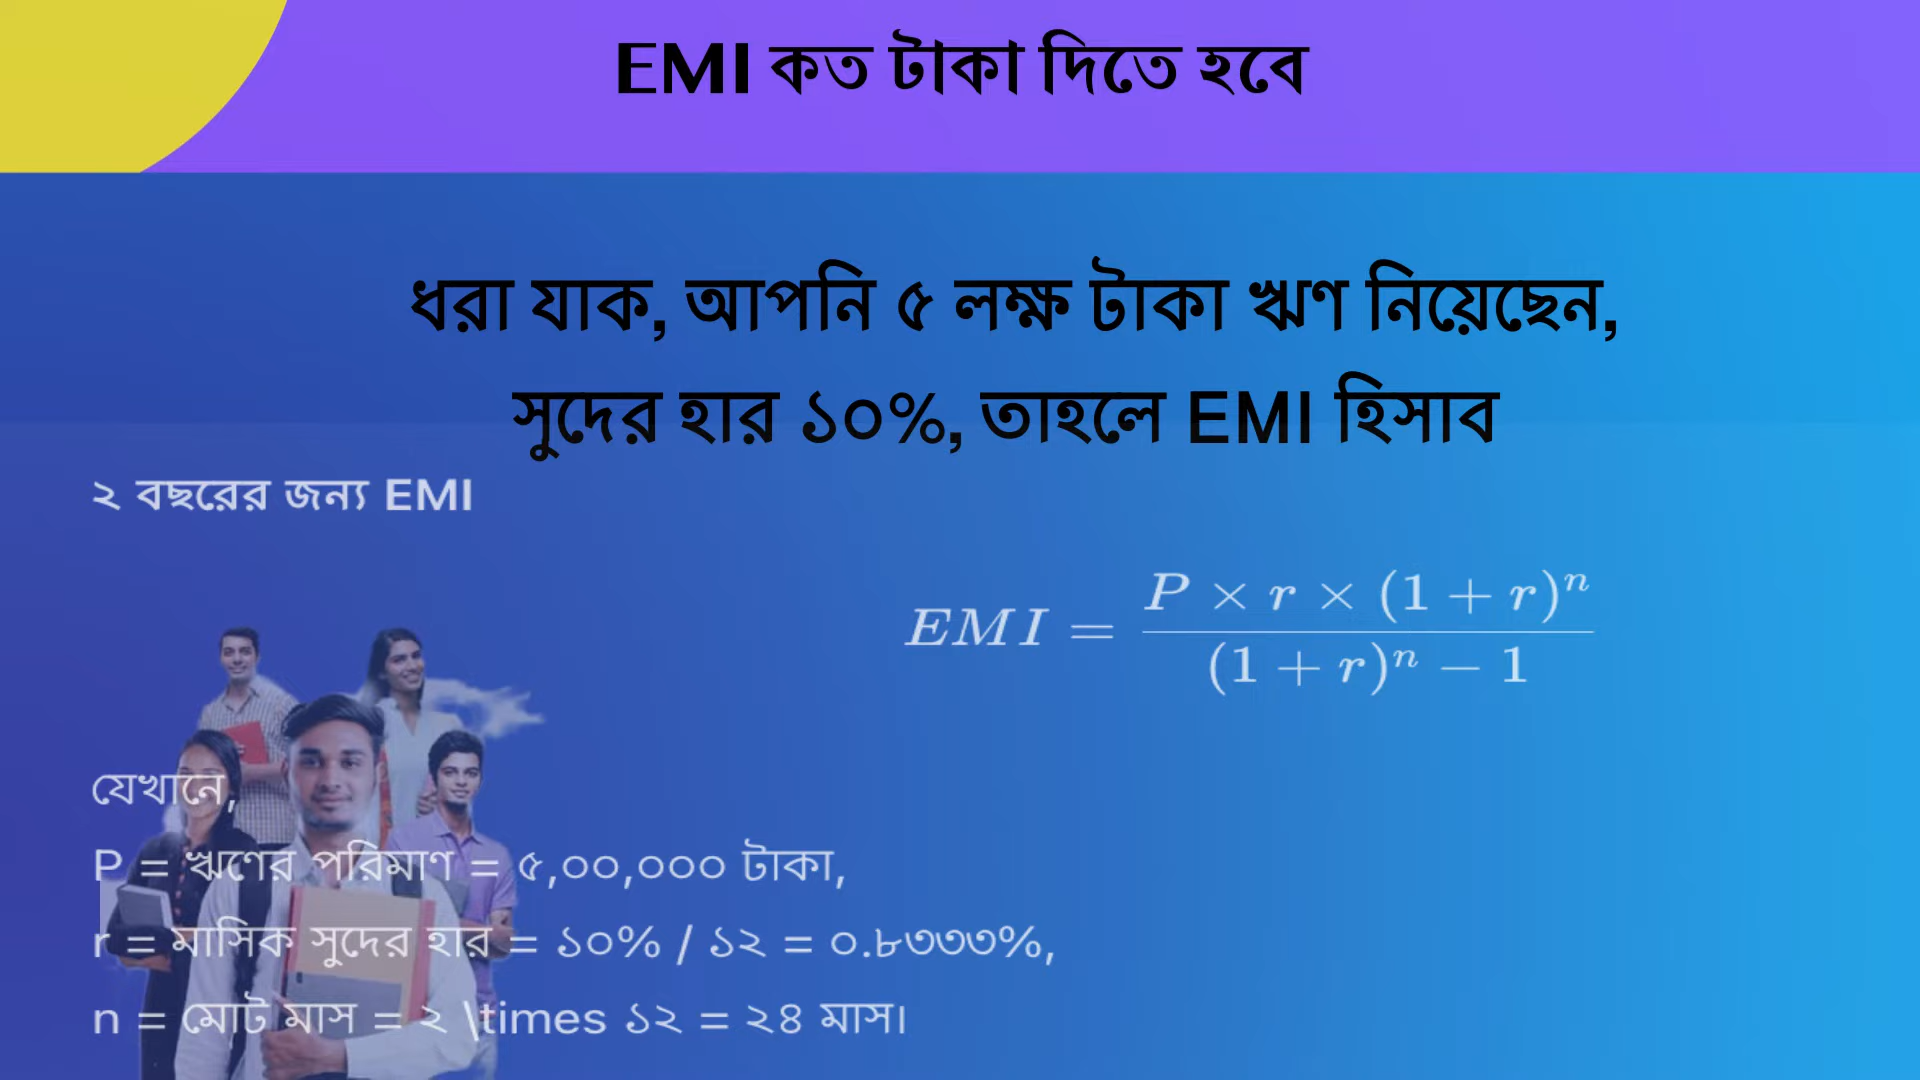 EMI কত টাকা দিতে হবে
ধরা যাক, আপনি ৫ লক্ষ টাকা ঋণ নিয়েছেন,
সুদের হার ১০%, তাহলে EMI হিসাব
২ বছরের জন্য EMI
EMI = \frac{P × r × (1 + r)^n}{(1 + r)^n − 1}
যেখানে,
P = ঋণের পরিমাণ = ৫,০০,০০০ টাকা,
r = মাসিক সুদের হার = ১০% / ১২ = ০.৮৩৩৩%,
n = মোট মাস = ২ \times ১২ = ২৪ মাস।